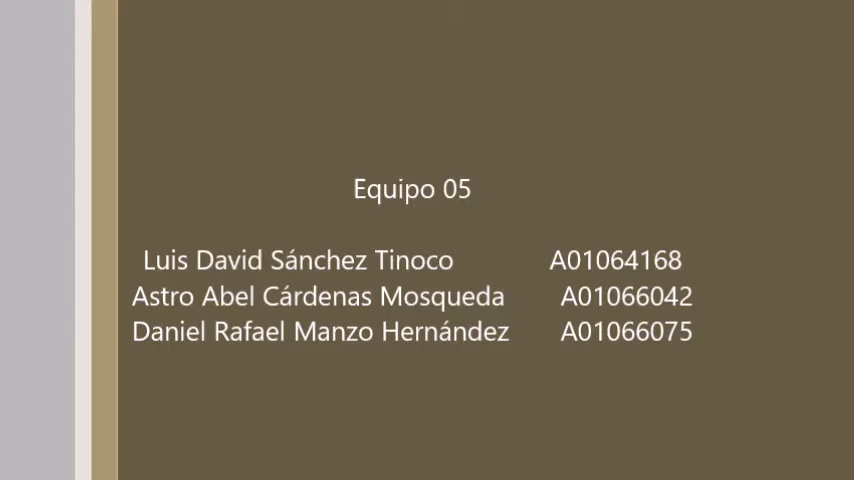 Equipo 05
Luis David Sánchez Tinoco A01064168
Astro Abel Cárdenas Mosqueda A01066042
Daniel Rafael Manzo Hernández A01066075